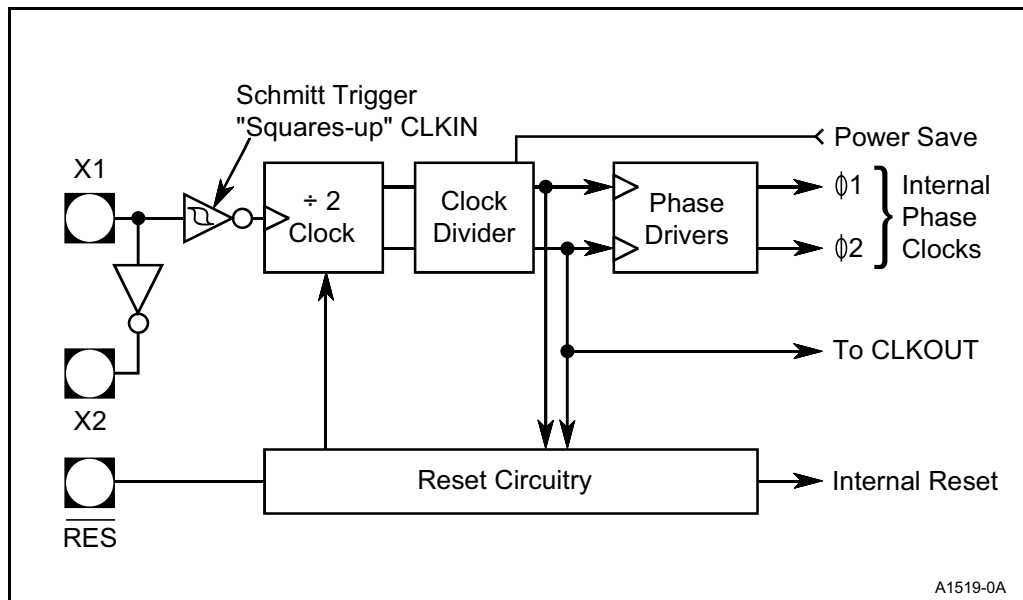 Schmitt Trigger
"Squares-up" CLKIN
Power Save
X1
÷ 2
Clock
Clock
Divider
Phase
Drivers
ϕ1
ϕ2
Internal
Phase
Clocks
To CLKOUT
X2
Reset Circuitry
Internal Reset
RES
A1519-0A